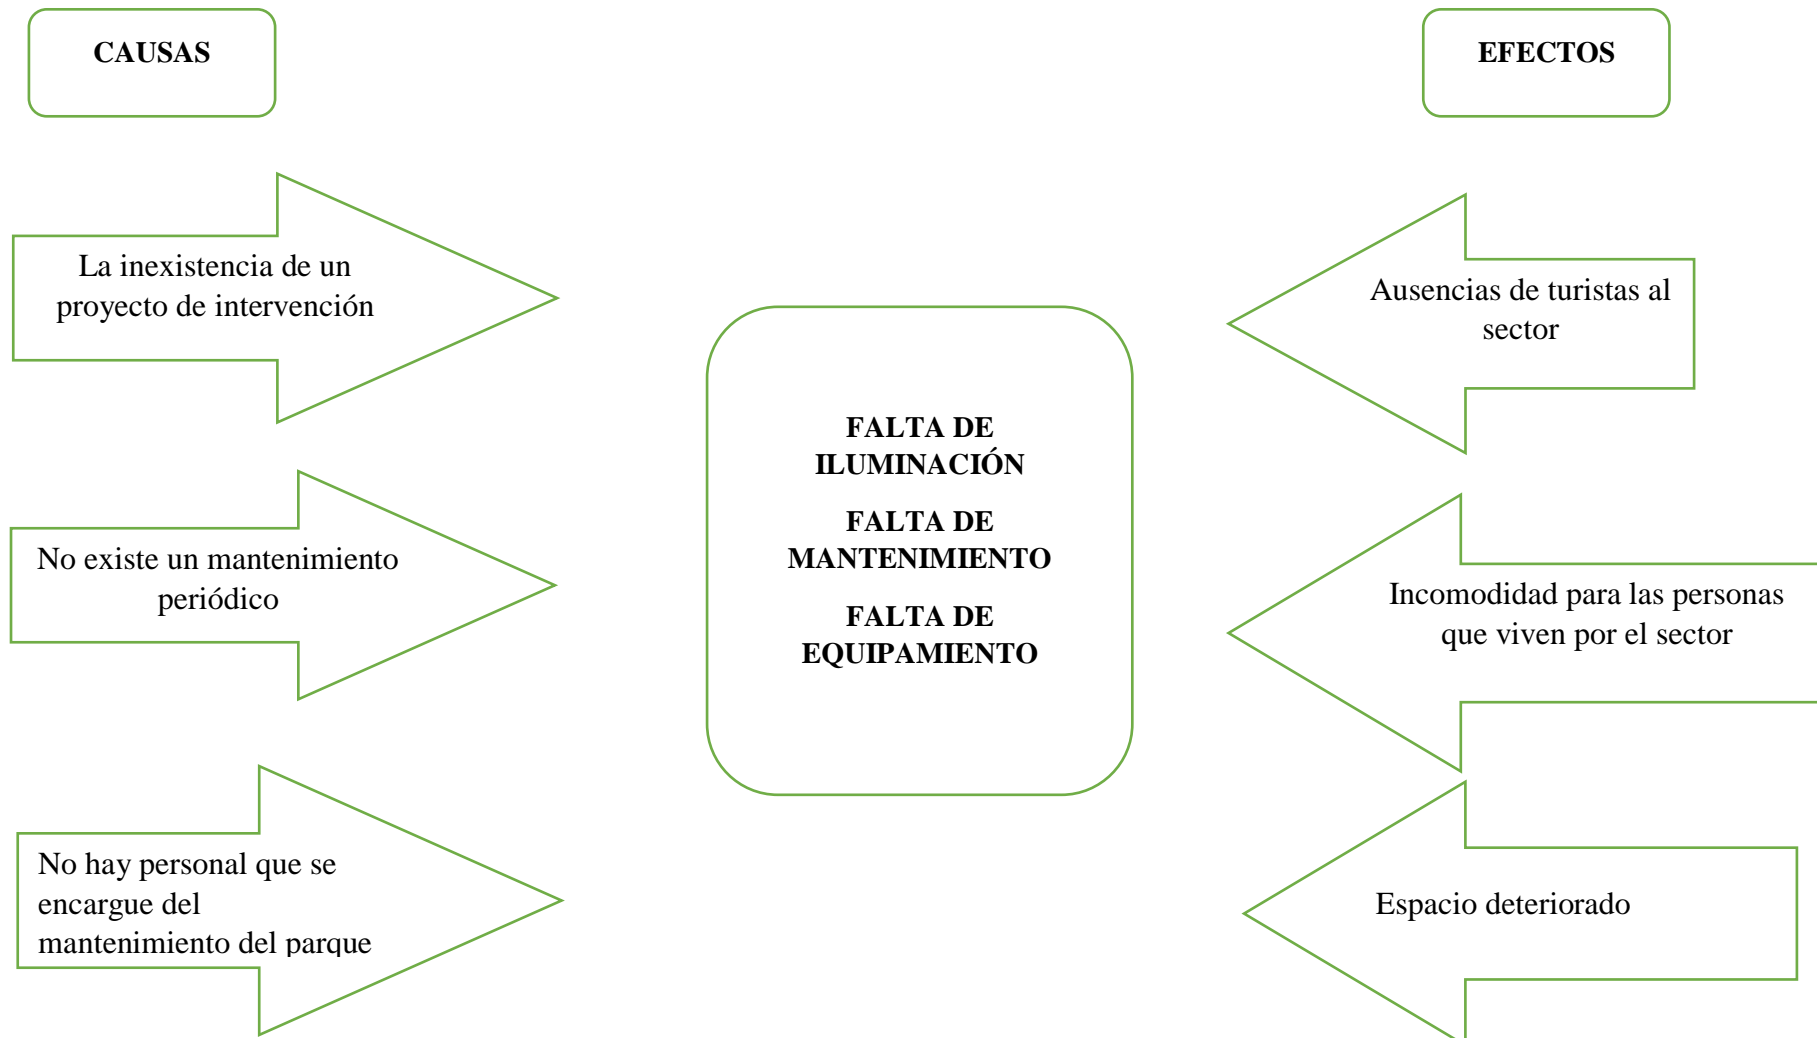 CAUSAS
EFECTOS
La inexistencia de un
proyecto de intervención
Ausencias de turistas al
sector
FALTA DE
ILUMINACIÓN
FALTA DE
MANTENIMIENTO
FALTA DE
EQUIPAMIENTO
No existe un mantenimiento
periódico
Incomodidad para las personas
que viven por el sector
No hay personal que se
encargue del
mantenimiento del parque
Espacio deteriorado